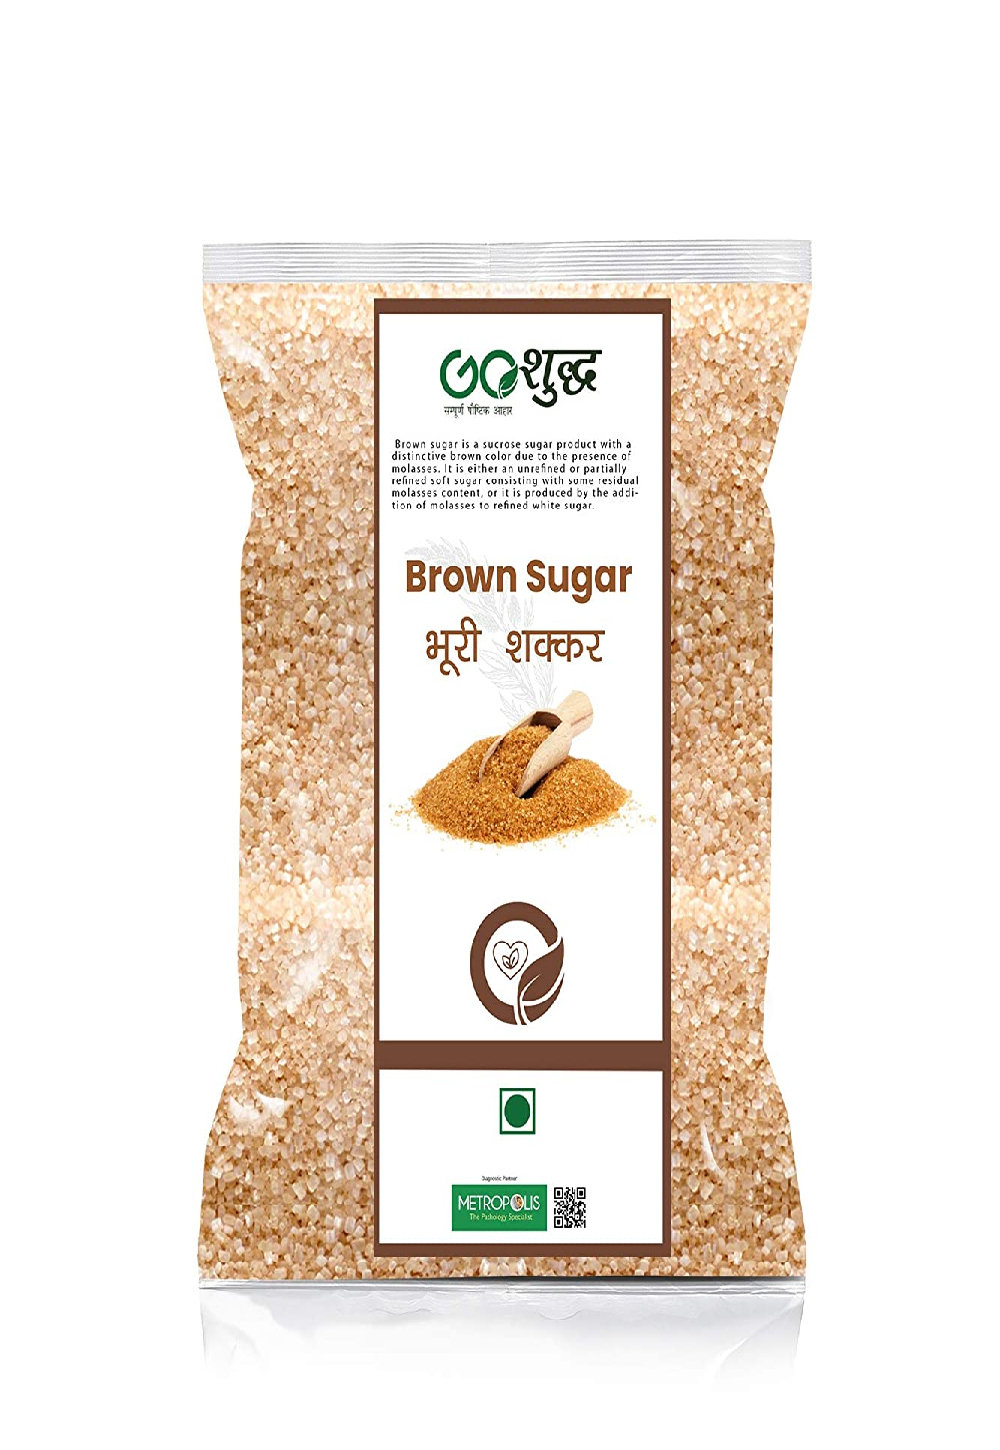 GOशुद्ध
सम्पूर्ण पौष्टिक आहार
Brown sugar is a sucrose sugar product with a
distinctive brown color due to the presence of
molasses. It is either an unrefined or partially
refined soft sugar consisting with some residual
molasses content, or it is produced by the addi-
tion of molasses to refined white sugar.
Brown Sugar
भूरी शक्कर
Diagnostic Partner
METROPOLIS
The Pathology Specialist